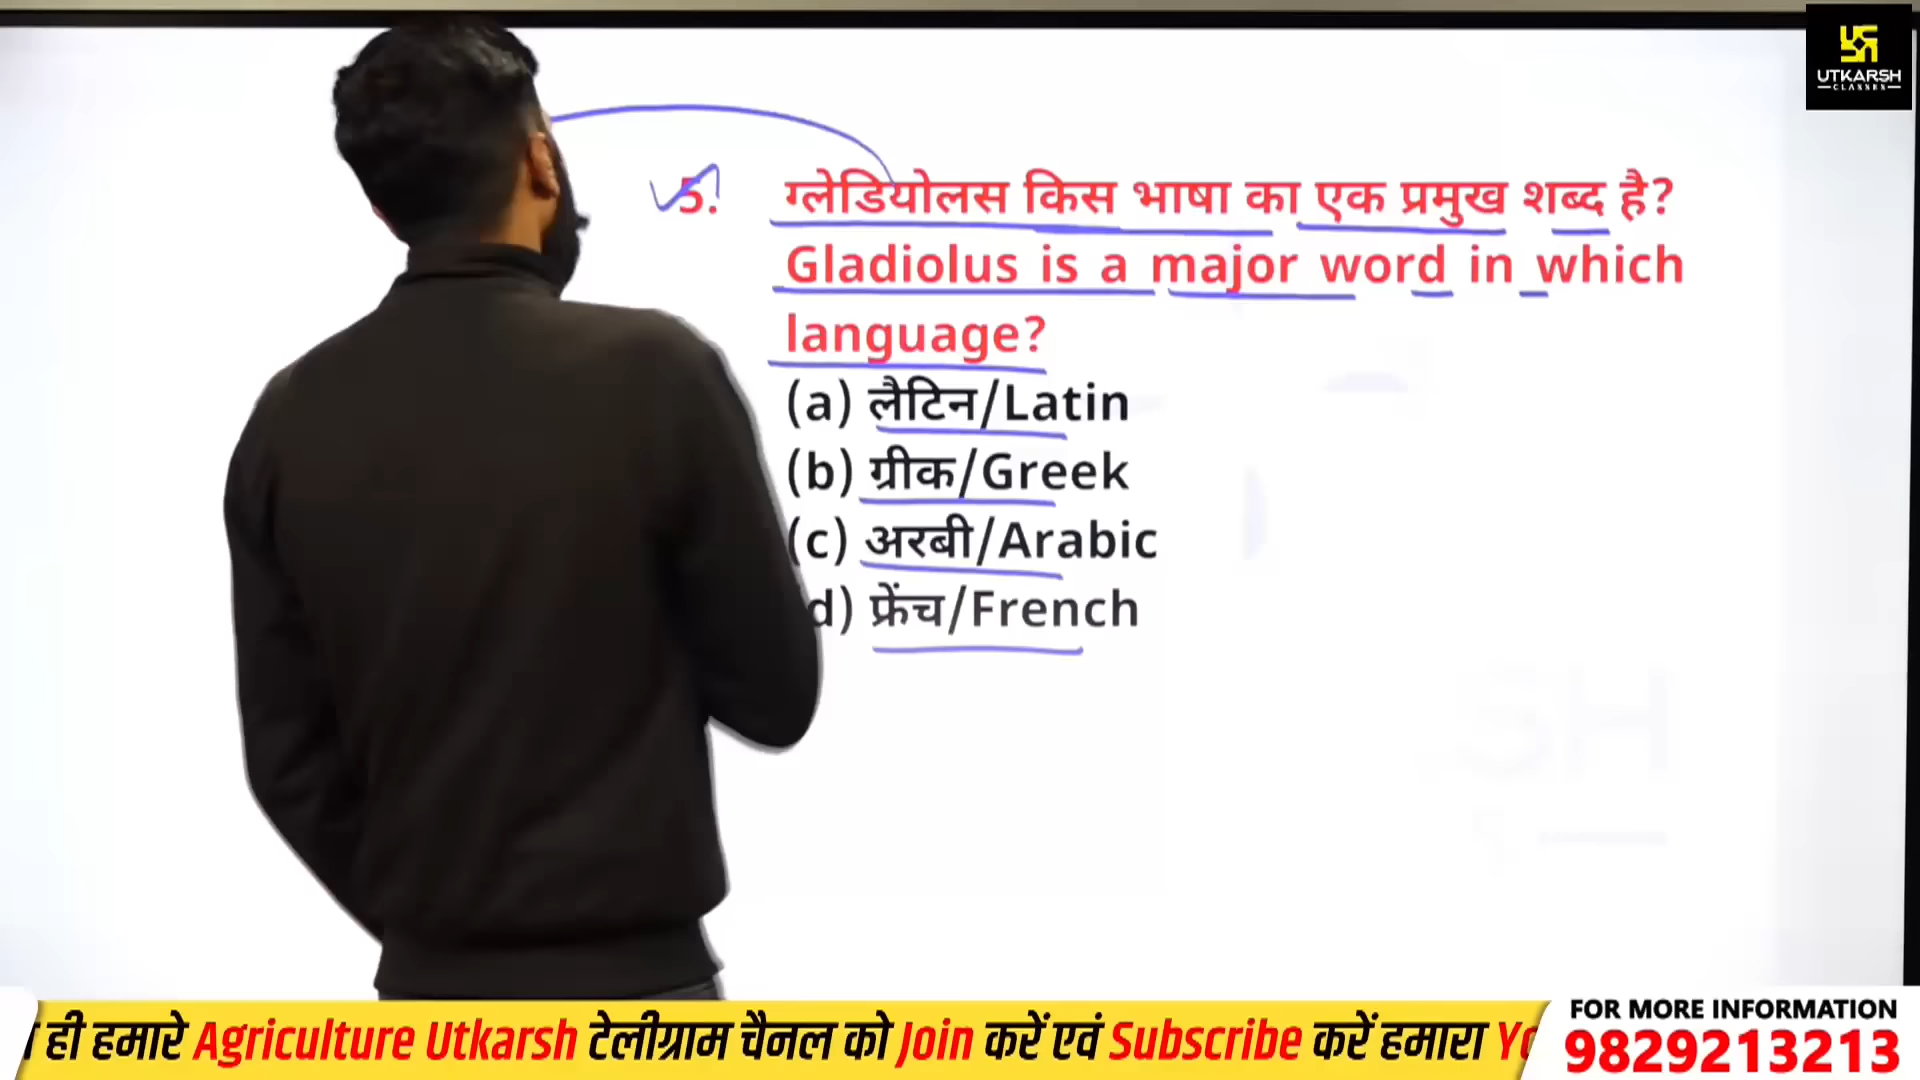 UTKARSH
CLASSES
5. ग्लेडियोलस किस भाषा का एक प्रमुख शब्द है?
Gladiolus is a major word in which
language?
(a) लैटिन/Latin
(b) ग्रीक/Greek
(c) अरबी/Arabic
d) फ्रेंच/French
ही हमारे Agriculture Utkarsh टेलीग्राम चैनल को Join करें एवं Subscribe करें हमारा
FOR MORE INFORMATION
9829213213